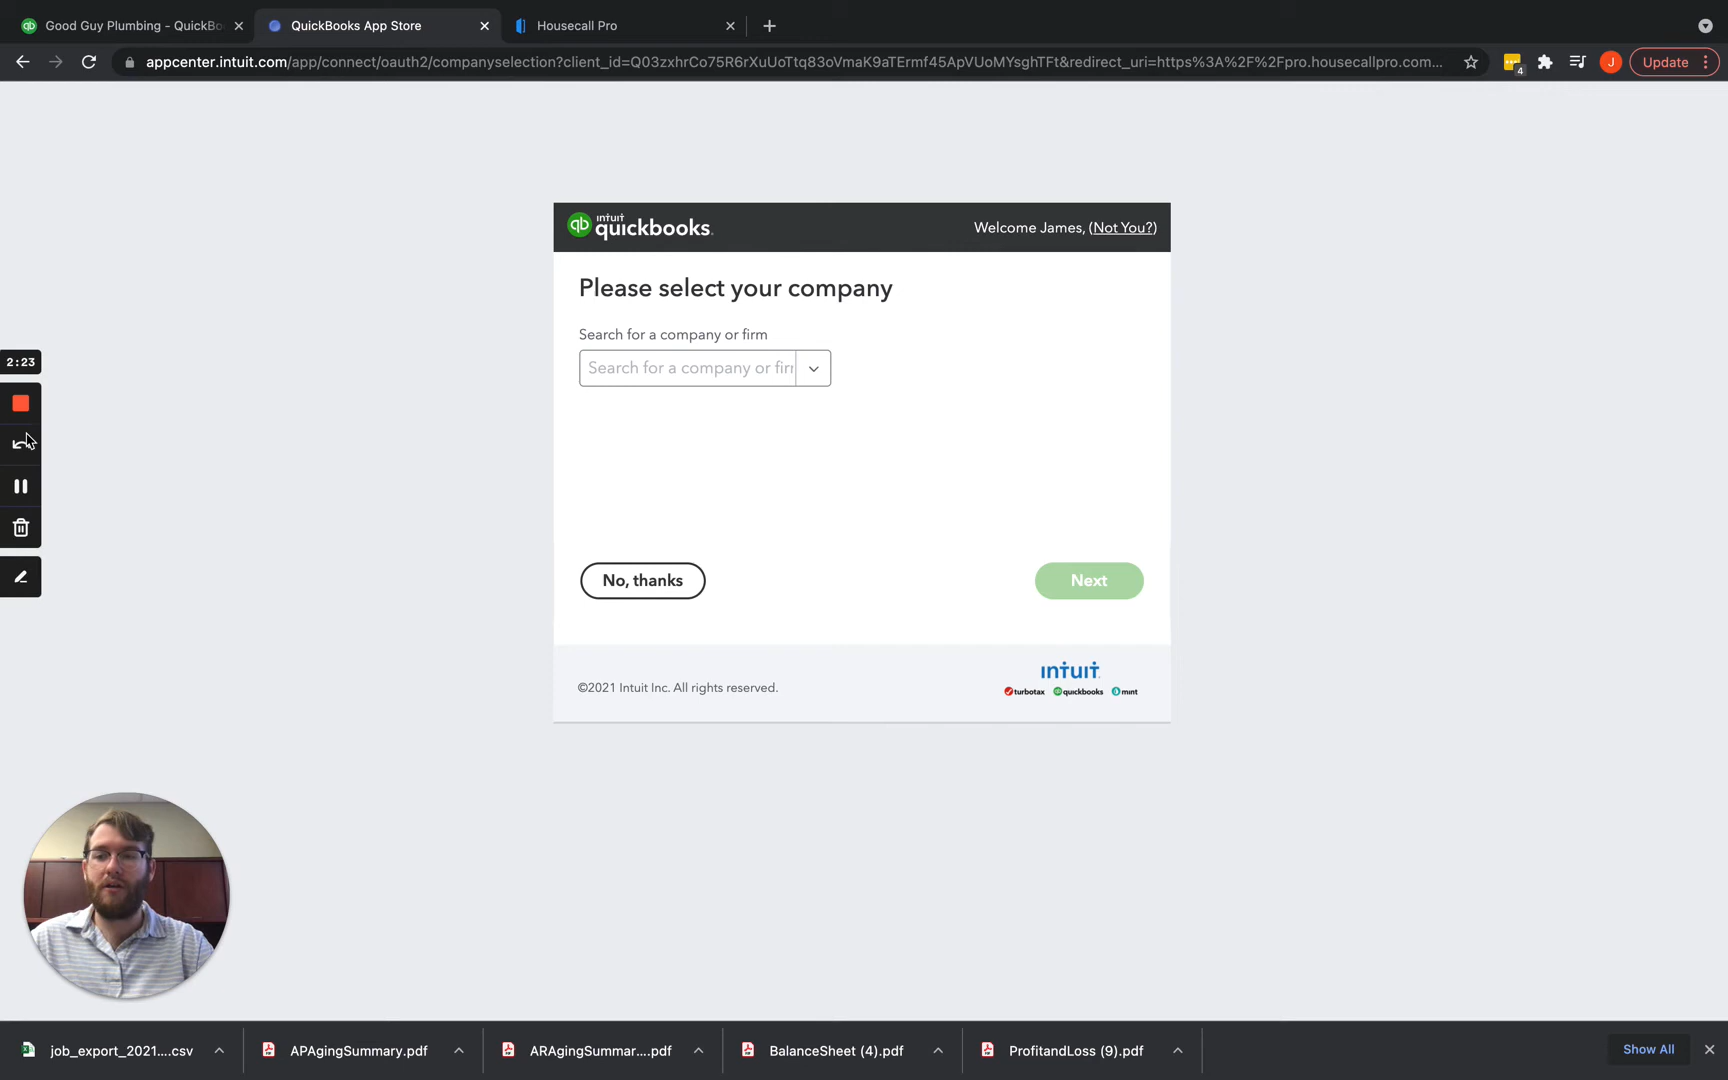 Good Guy Plumbing - QuickBo
QuickBooks App Store
Housecall Pro
appcenter.intuit.com/app/connect/oauth2/companyselection?client_id=Q03zxhrCo75R6rXuUoTtq83oVmaK9aTErmf45ApVUoMYsghTFt&redirect_uri=https%3A%2F%2Fpro.housecallpro.com...
4
J
Update
intuit
qb quickbooks.
Welcome James, (Not You?)
Please select your company
Search for a company or firm
Search for a company or firm
2:23
No, thanks
Next
©2021 Intuit Inc. All rights reserved.
intuit
turbotax quickbooks mint
job_export_2021....csv
APAgingSummary.pdf
ARAgingSummar....pdf
BalanceSheet (4).pdf
ProfitandLoss (9).pdf
Show All